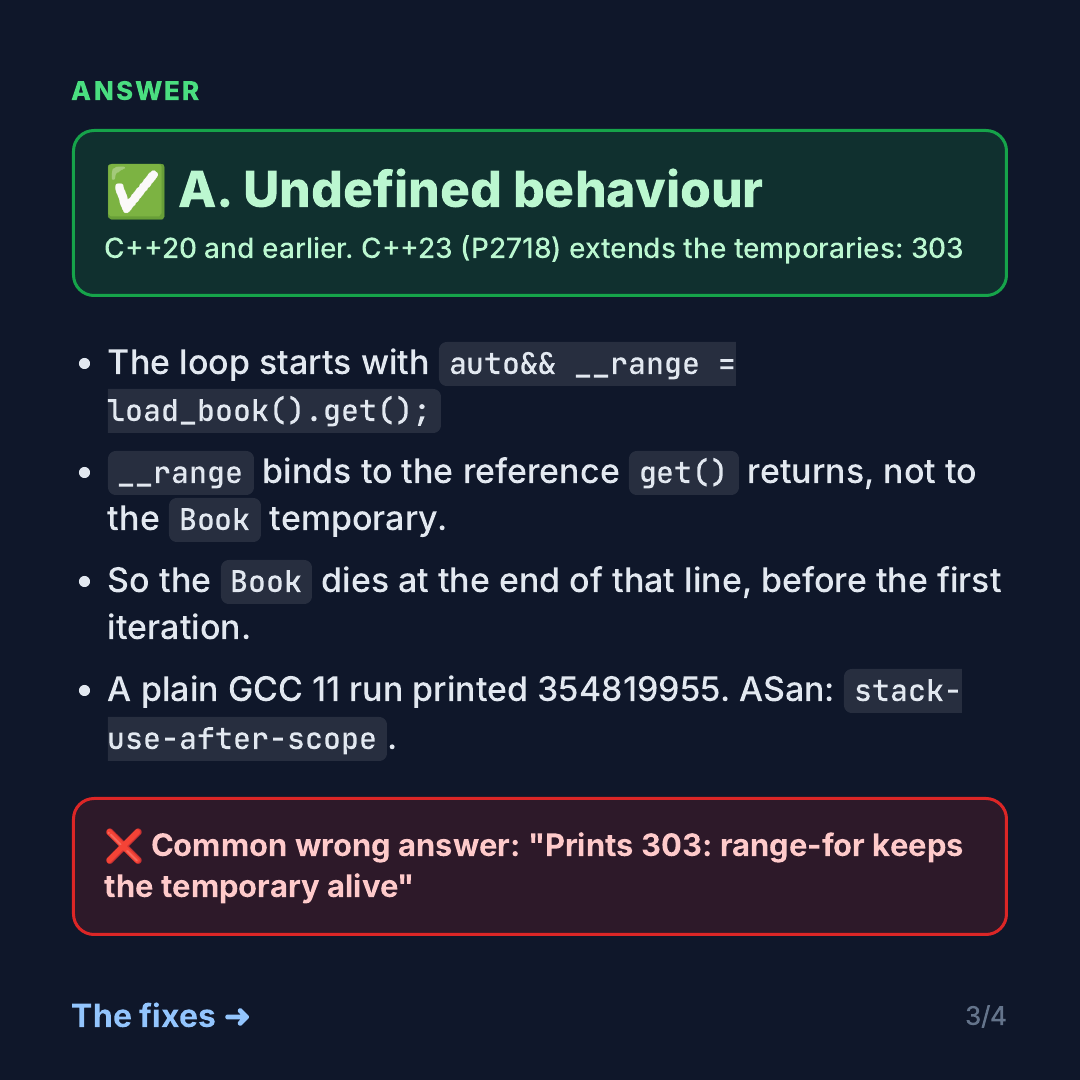 ANSWER
✅ A. Undefined behaviour
C++20 and earlier. C++23 (P2718) extends the temporaries: 303
• The loop starts with auto&& __range =
load_book().get();
• __range binds to the reference get() returns, not to
the Book temporary.
• So the Book dies at the end of that line, before the first
iteration.
• A plain GCC 11 run printed 354819955. ASan: stack-
use-after-scope.
❌ Common wrong answer: "Prints 303: range-for keeps
the temporary alive"
The fixes ➜
3/4